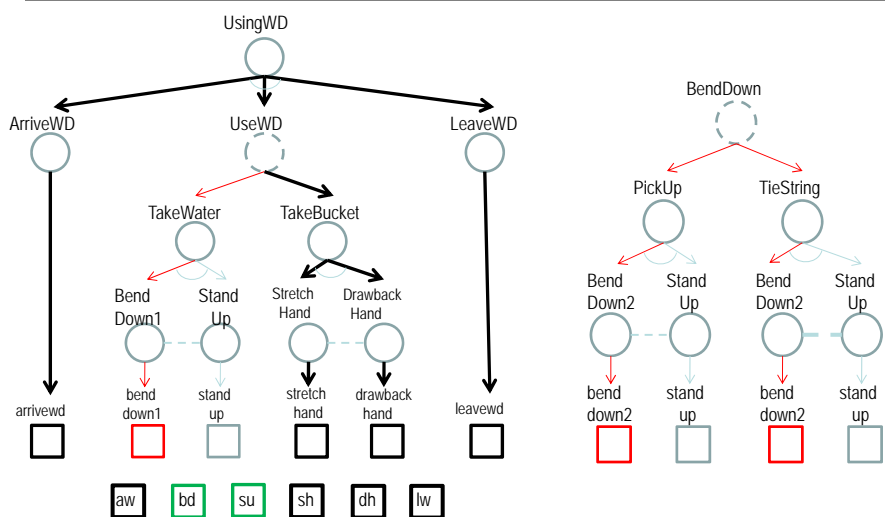 UsingWD
ArriveWD
UseWD
LeaveWD
BendDown
TakeWater
TakeBucket
PickUp
TieString
Bend
Down1
Stand
Up
Stretch
Hand
Drawback
Hand
Bend
Down2
Stand
Up
Bend
Down2
Stand
Up
arrivewd
bend
down1
stand
up
stretch
hand
drawback
hand
leavewd
bend
down2
stand
up
bend
down2
stand
up
aw
bd
su
sh
dh
lw